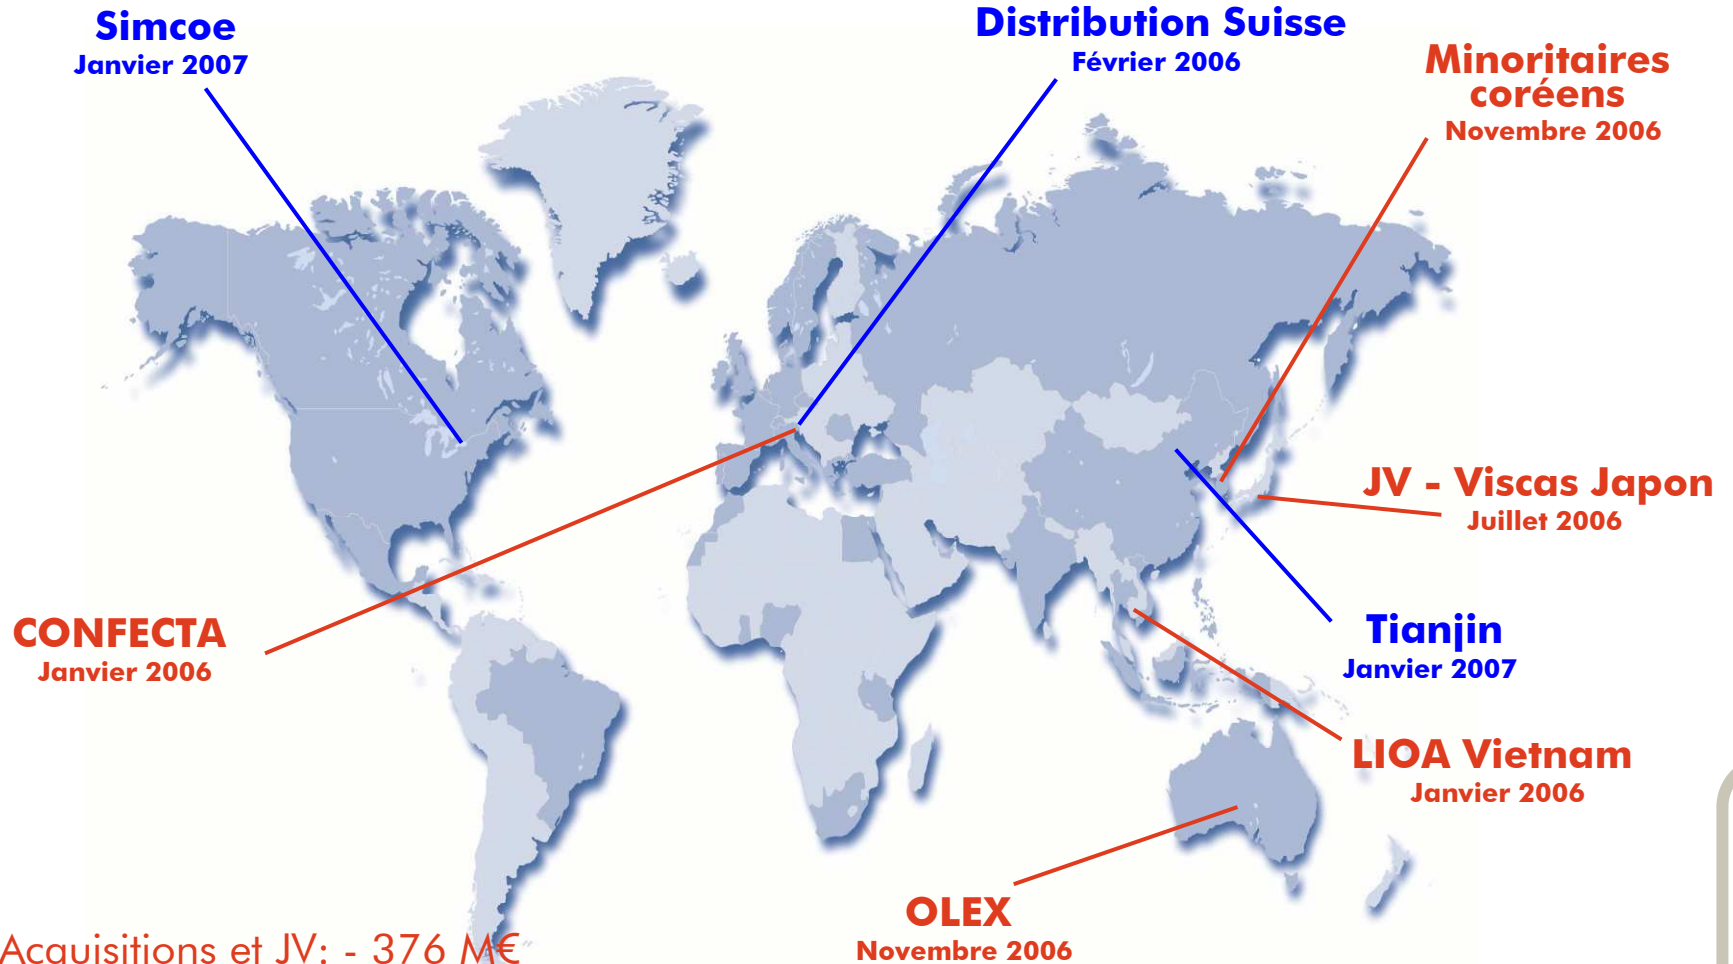 Simcoe
Janvier 2007
Distribution Suisse
Février 2006
Minoritaires
coréens
Novembre 2006
JV - Viscas Japon
Juillet 2006
CONFECTA
Janvier 2006
Tianjin
Janvier 2007
LIOA Vietnam
Janvier 2006
OLEX
Novembre 2006
Acquisitions et JV: - 376 M€